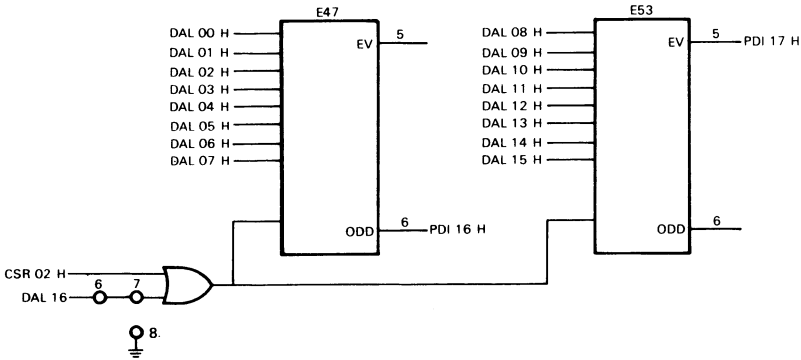 E47
DAL 00 H
DAL 01 H
DAL 02 H
DAL 03 H
DAL 04 H
DAL 05 H
DAL 06 H
DAL 07 H
EV
5
ODD
6
PDI 16 H
E53
DAL 08 H
DAL 09 H
DAL 10 H
DAL 11 H
DAL 12 H
DAL 13 H
DAL 14 H
DAL 15 H
EV
5
PDI 17 H
ODD
6
CSR 02 H
DAL 16
6
7
8.